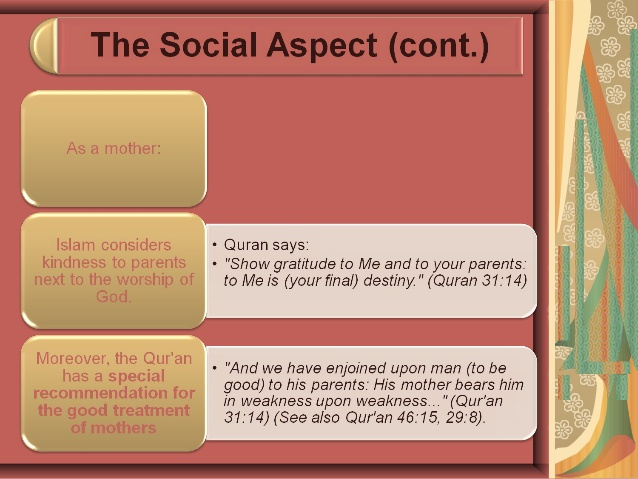 The Social Aspect (cont.)
As a mother:
Islam considers
kindness to parents
next to the worship of
God.
• Quran says:
• "Show gratitude to Me and to your parents:
to Me is (your final) destiny." (Quran 31:14)
Moreover, the Qur'an
has a special
recommendation for
the good treatment
of mothers
• "And we have enjoined upon man (to be
good) to his parents: His mother bears him
in weakness upon weakness..." (Qur'an
31:14) (See also Qur'an 46:15, 29:8).